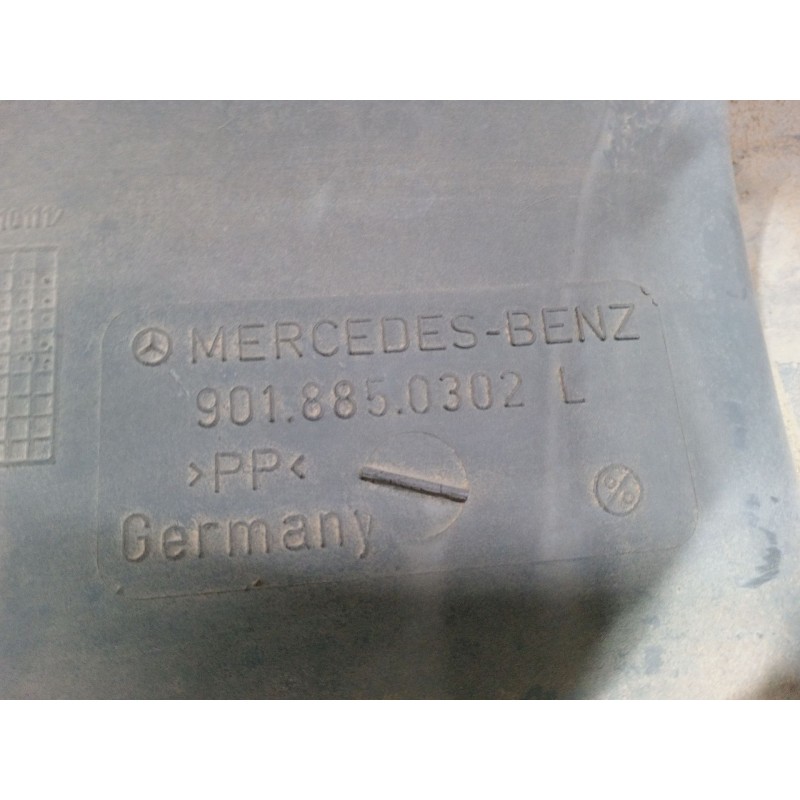 MERCEDES-BENZ
901.885.0302 L
>PP<
Germany